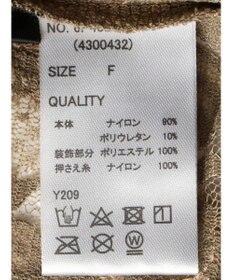 NO.
(4300432)
SIZE F
QUALITY
本体 ナイロン 90%
ポリウレタン 10%
装飾部分 ポリエステル 100%
押さえ糸 ナイロン 100%
Y209